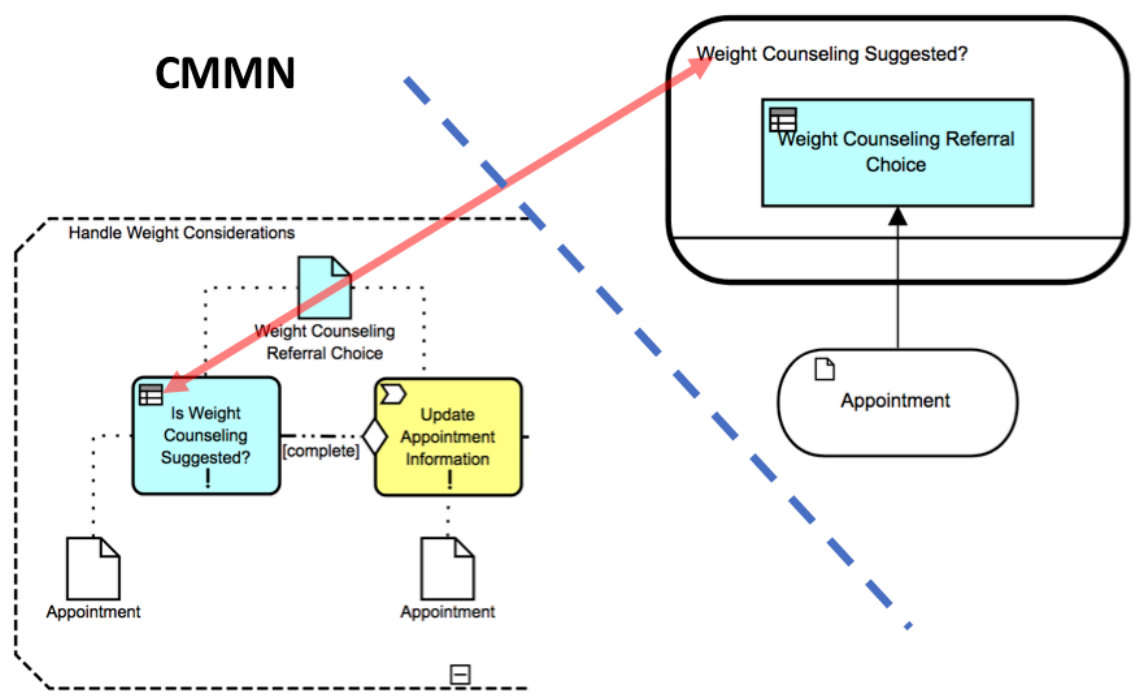 CMMN
Weight Counseling Suggested?
Weight Counseling Referral
Choice
Appointment
Handle Weight Considerations
Weight Counseling
Referral Choice
Is Weight
Counseling
Suggested?
!
[complete]
Update
Appointment
Information
!
Appointment
Appointment